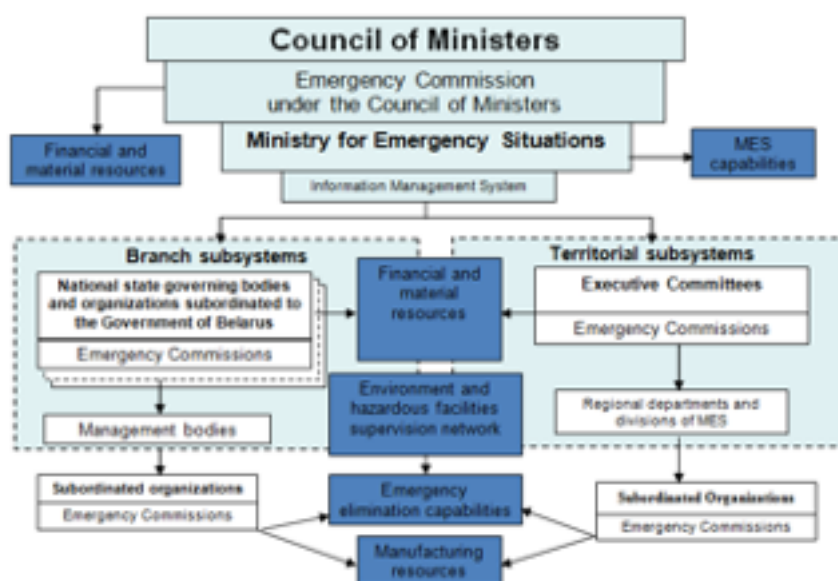 Council of Ministers
Emergency Commission
under the Council of Ministers
Ministry for Emergency Situations
Information Management System
Financial and
material resources
MES
capabilities
Branch subsystems
National state governing bodies
and organizations subordinated to
the Government of Belarus
Emergency Commissions
Management bodies
Subordinated organizations
Emergency Commissions
Financial and
material
resources
Environment and
hazardous facilities
supervision network
Emergency
elimination capabilities
Manufacturing
resources
Territorial subsystems
Executive Committees
Emergency Commissions
Regional departments and
divisions of MES
Subordinated Organizations
Emergency Commissions